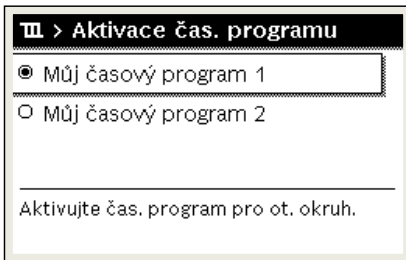 > Aktivace čas. programu
Můj časový program 1
Můj časový program 2
Aktivujte čas. program pro ot. okruh.